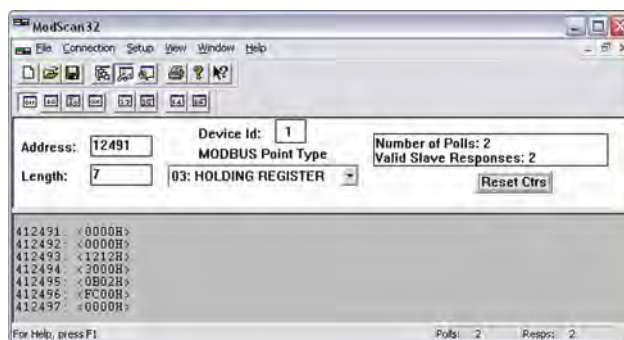 ModScan32
File Connection Setup View Window Help
Address: 12491
Device Id: 1
MODBUS Point Type
Number of Polls: 2
Valid Slave Responses: 2
Length: 7
03: HOLDING REGISTER
Reset Ctrs
412491: <0000H>
412492: <0000H>
412493: <1212H>
412494: <3000H>
412495: <0B02H>
412496: <FC00H>
412497: <0000H>
For Help, press F1
Polls: 2
Resps: 2